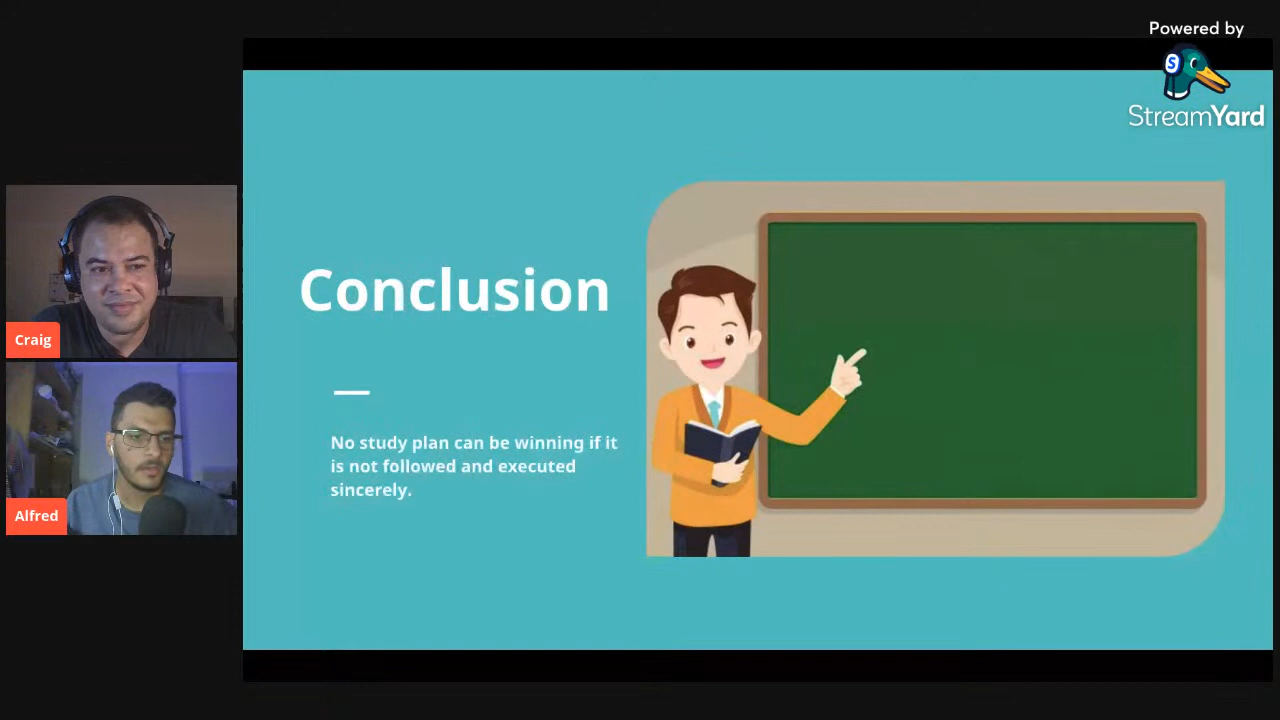 Powered by
S
StreamYard
Craig
Alfred
Conclusion
No study plan can be winning if it
is not followed and executed
sincerely.